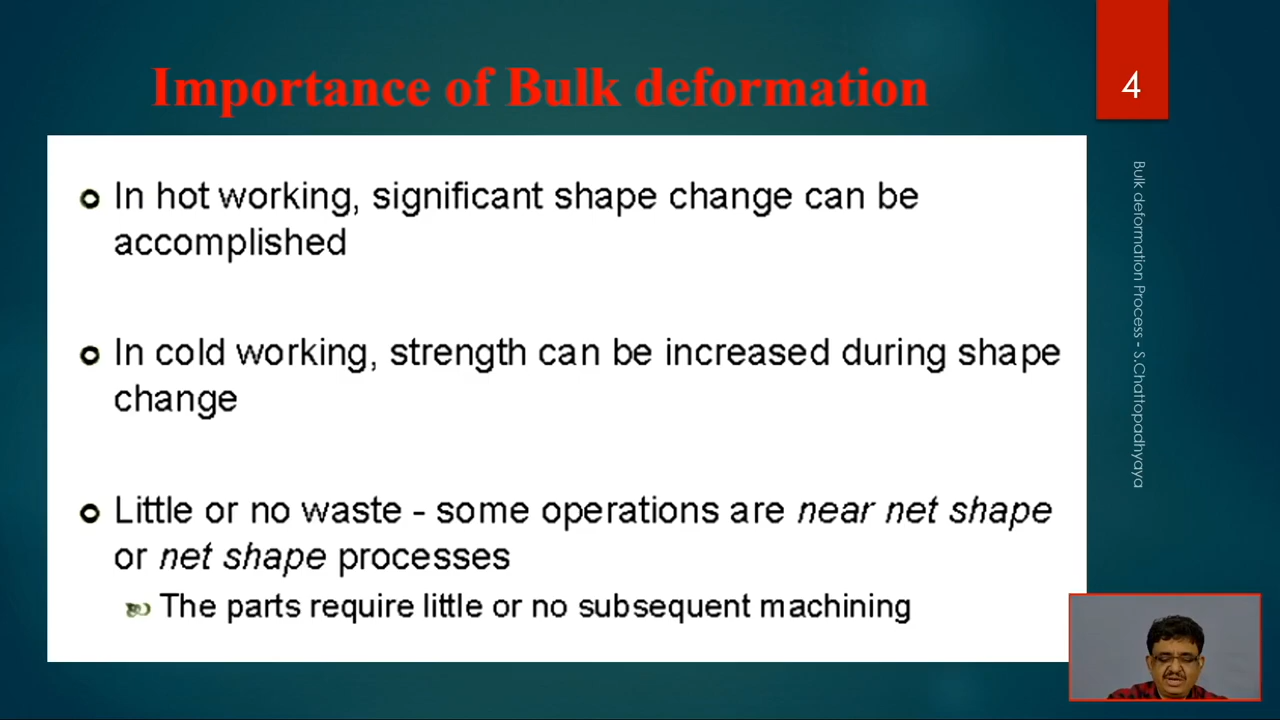 Importance of Bulk deformation
4
In hot working, significant shape change can be
accomplished
In cold working, strength can be increased during shape
change
Little or no waste - some operations are near net shape
or net shape processes
The parts require little or no subsequent machining
Bulk deformation Process - S.Chattopadhyaya